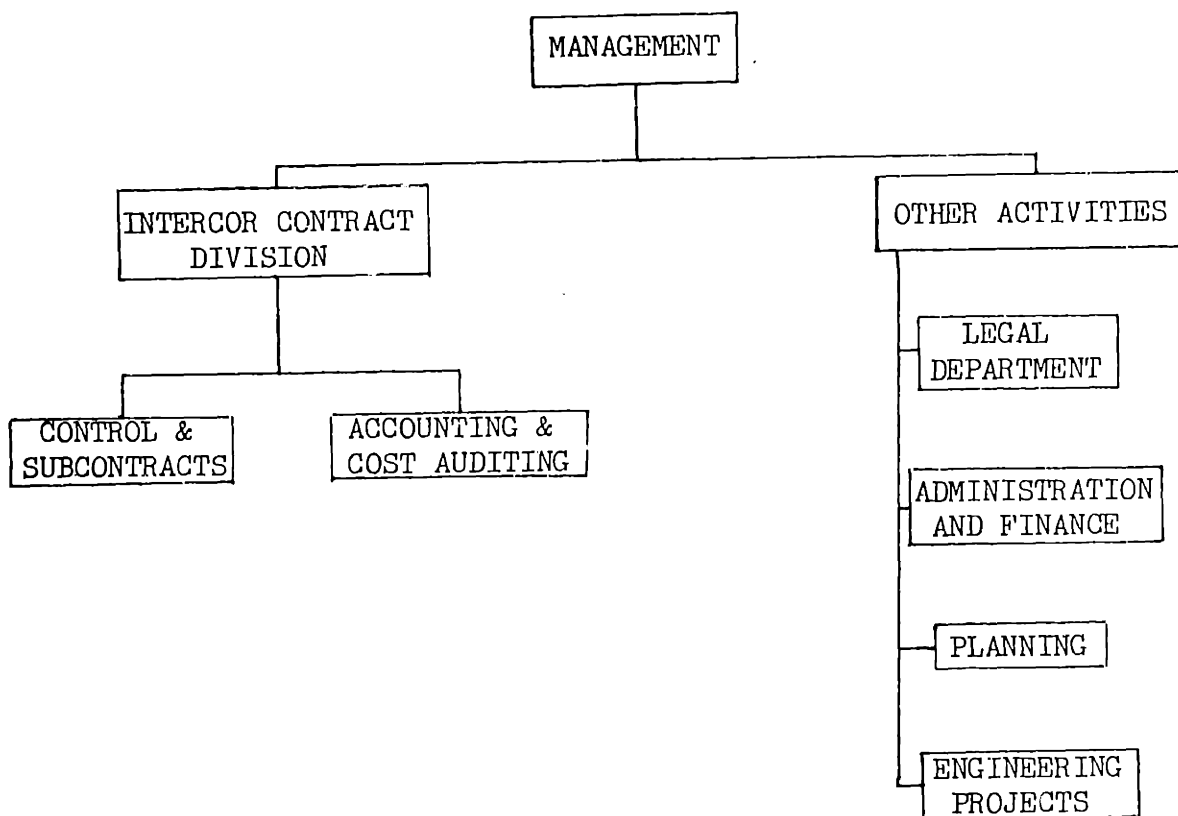 MANAGEMENT
INTERCOR CONTRACT
DIVISION
OTHER ACTIVITIES
CONTROL &
SUBCONTRACTS
ACCOUNTING &
COST AUDITING
LEGAL
DEPARTMENT
ADMINISTRATION
AND FINANCE
PLANNING
ENGINEERING
PROJECTS